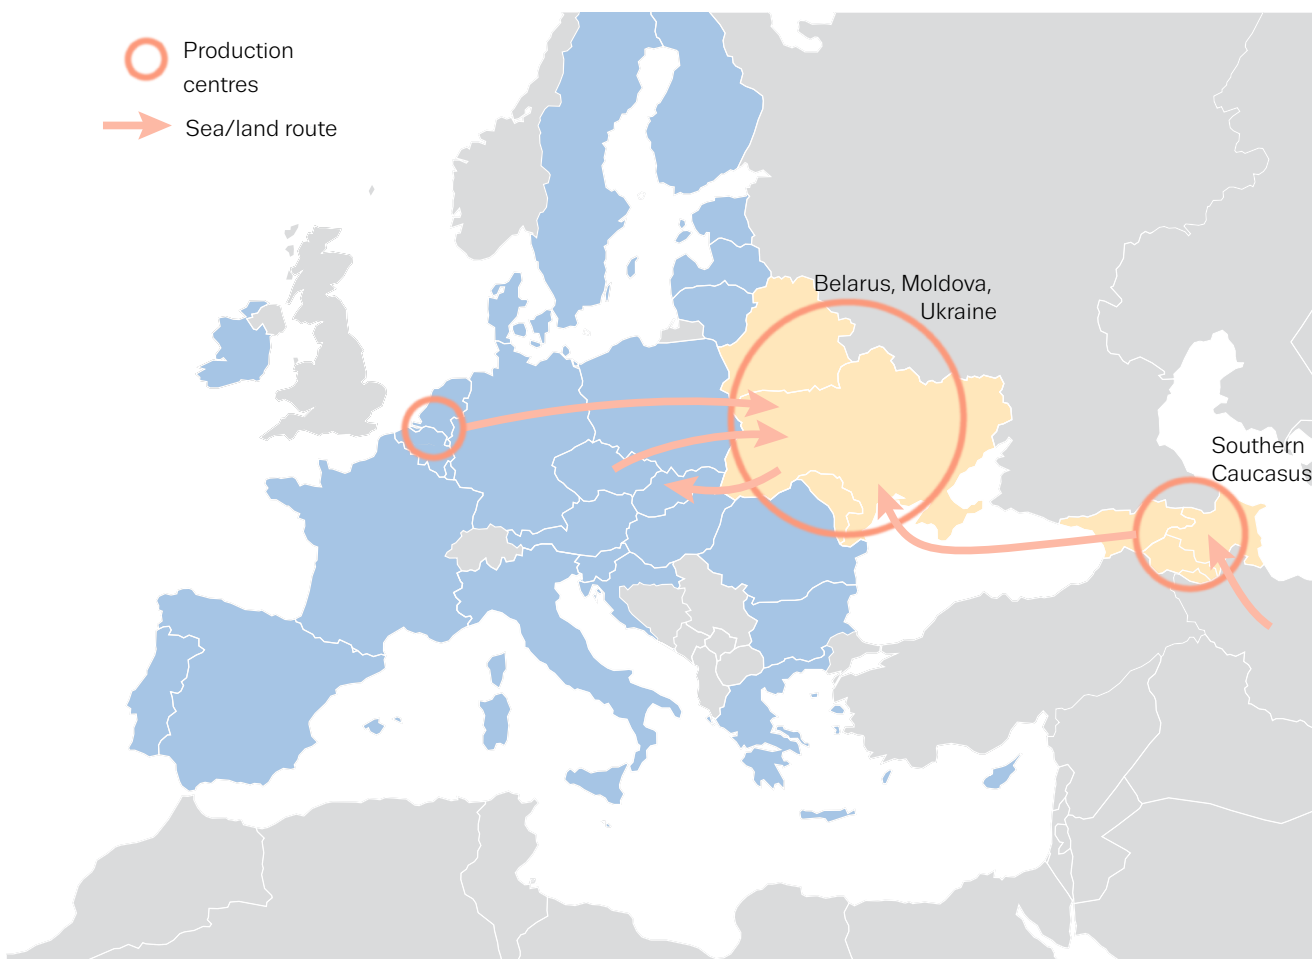 Production
centres
Sea/land route
Belarus, Moldova,
Ukraine
Southern
Caucasus